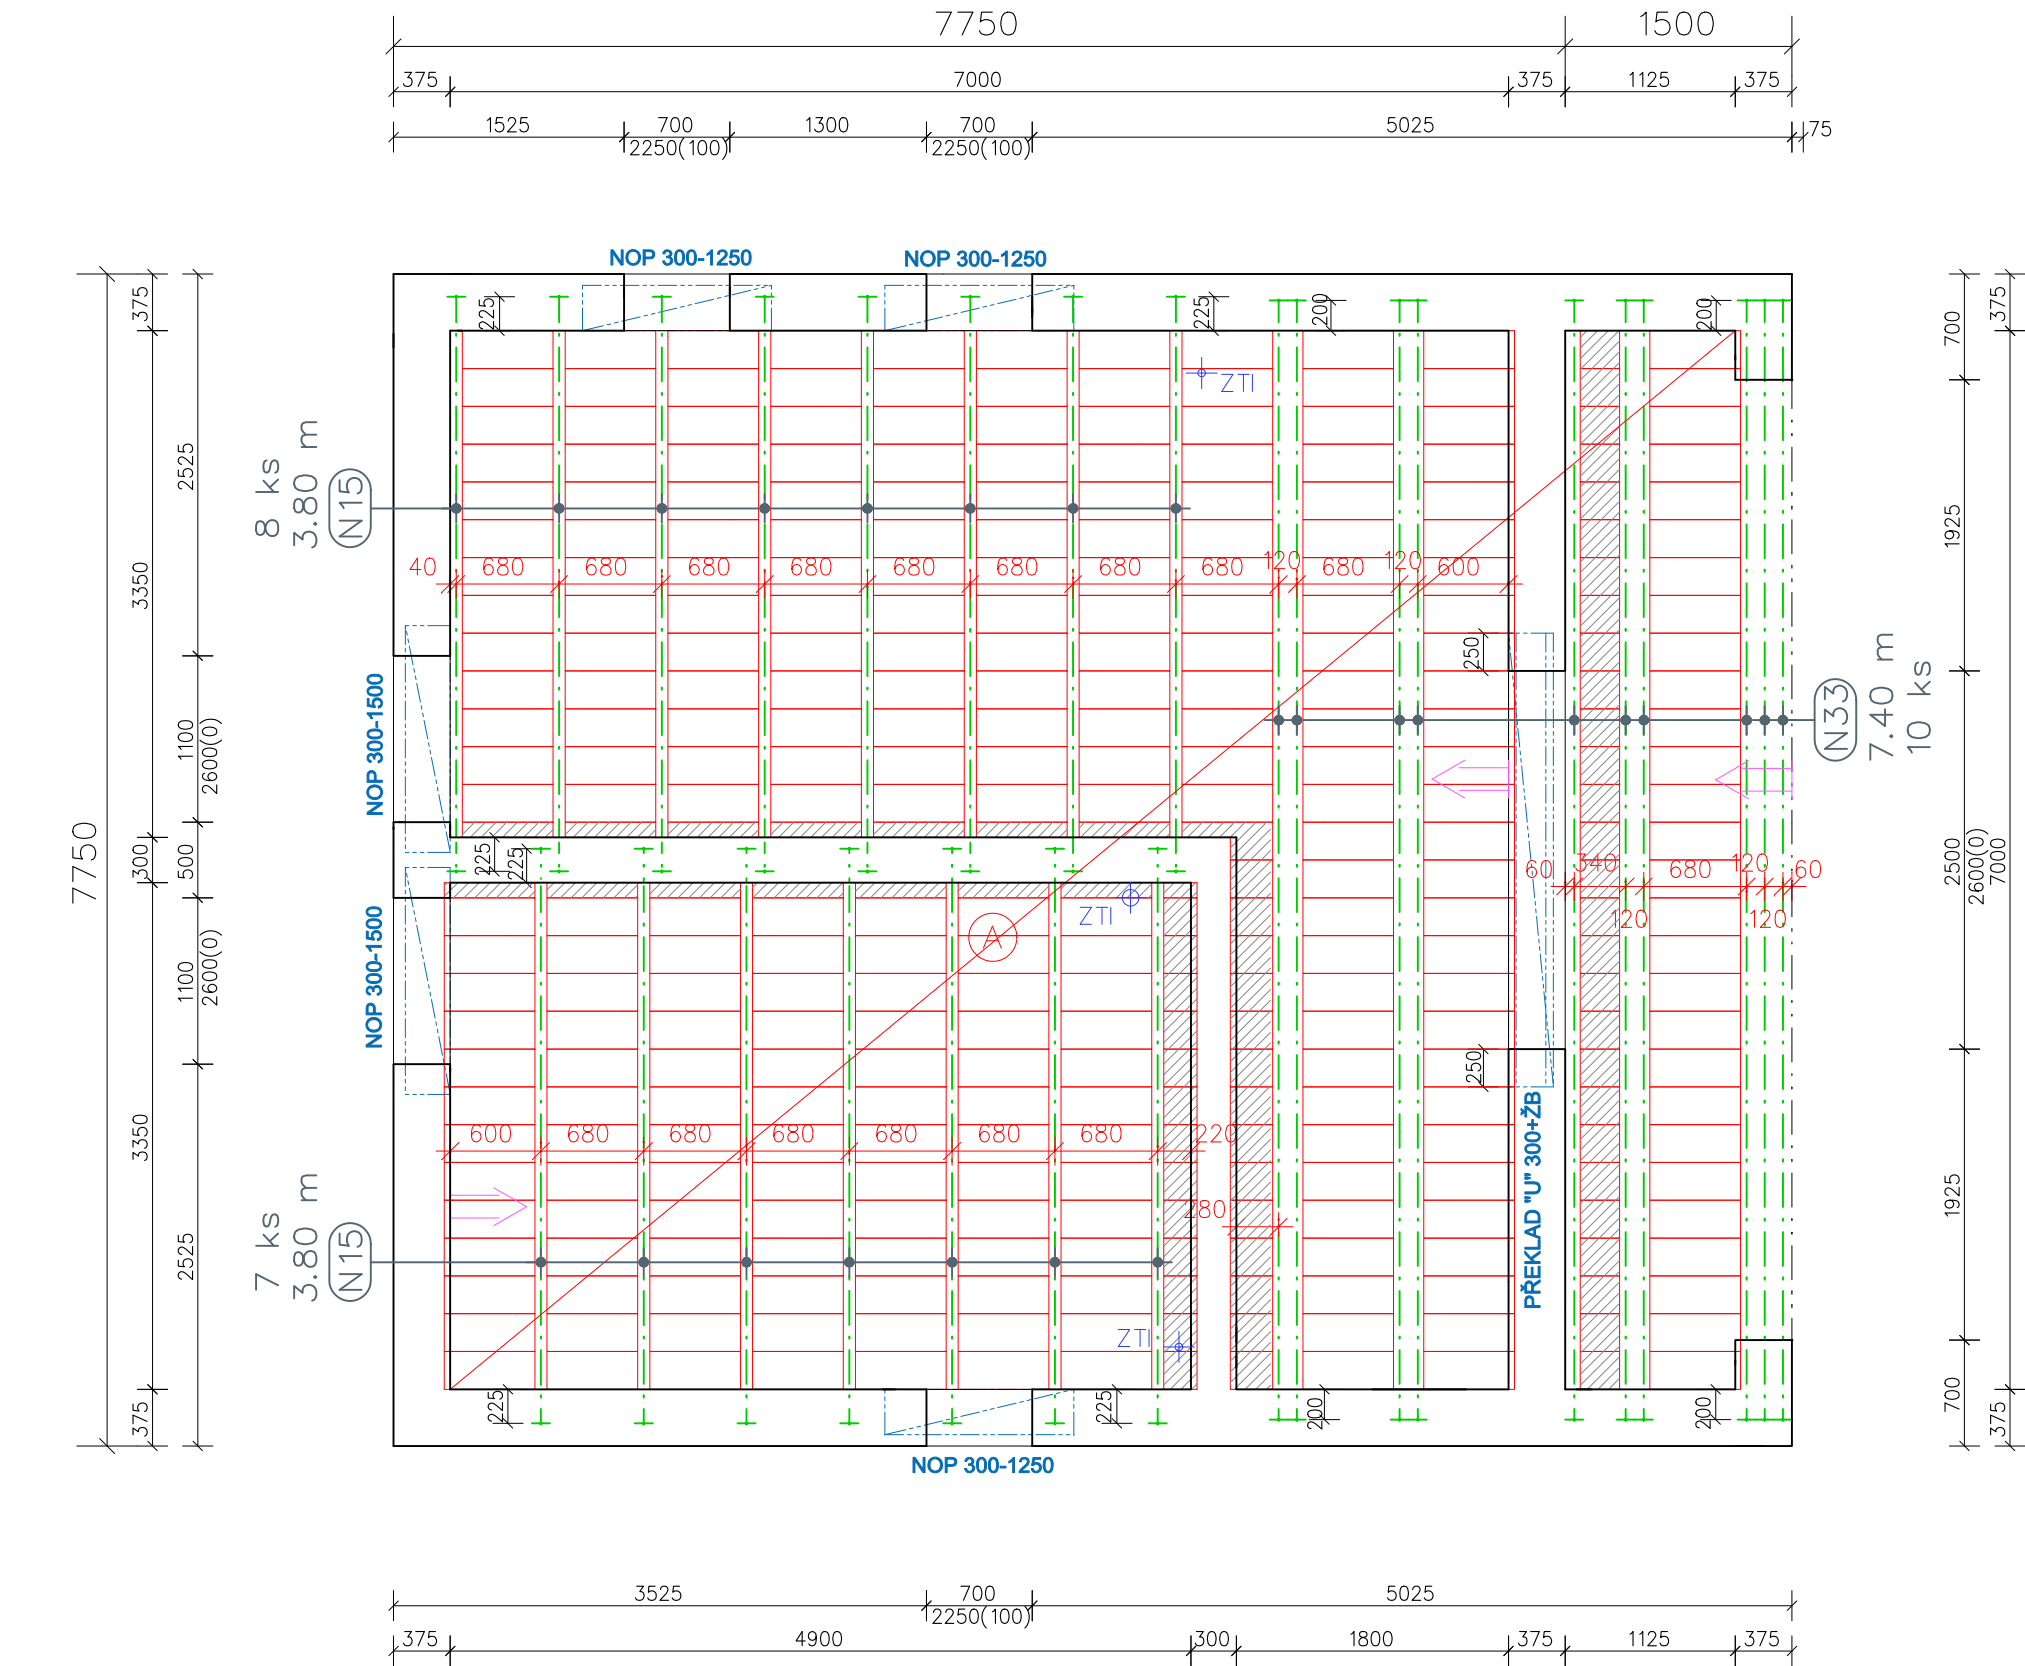 7750 1500
375 7000 375 1125 375
1525 700 1300 700 5025 75
2250(100) 2250(100)
NOP 300-1250 NOP 300-1250
225 225 200 200
ZTI
375 3350 300 3350 375
2525 1100 500 1100 2525
2600(0) 2600(0)
7750
8 ks
3.80 m
N15
40 680 680 680 680 680 680 680 680 120 680 120 600
NOP 300-1500
250
N33
7.40 m
10 ks
700 1925 2500 1925 700
2600(0)
375 7000 375
225 225
60 340 680 120 60
120 120
ZTI
A
NOP 300-1500
250
PŘEKLAD "U" 300+ŽB
600 680 680 680 680 680 680 220
280
7 ks
3.80 m
N15
ZTI
225 225 200 200
NOP 300-1250
3525 700 5025
2250(100)
375 4900 300 1800 375 1125 375